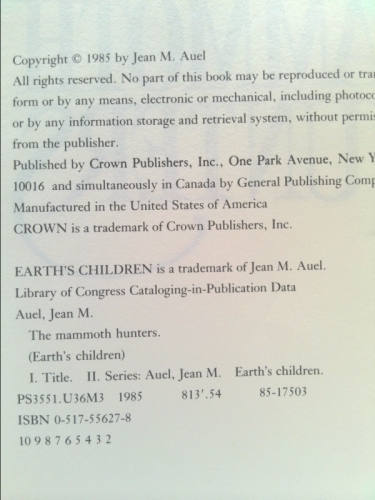 Copyright © 1985 by Jean M. Auel
All rights reserved. No part of this book may be reproduced or
form or by any means, electronic or mechanical, including
or by any information storage and retrieval system, without
from the publisher.
Published by Crown Publishers, Inc., One Park Avenue, New
10016 and simultaneously in Canada by General Publishing
Manufactured in the United States of America
CROWN is a trademark of Crown Publishers, Inc.
EARTH'S CHILDREN is a trademark of Jean M. Auel.
Library of Congress Cataloging-in-Publication Data
Auel, Jean M.
The mammoth hunters.
(Earth's children)
I. Title. II. Series: Auel, Jean M. Earth's children.
PS3551.U36M3 1985 813'.54 85-17503
ISBN 0-517-55627-8
10 9 8 7 6 5 4 3 2